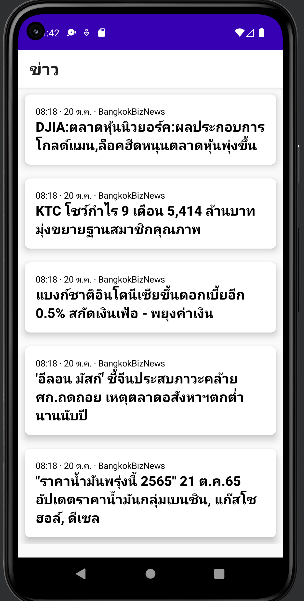 :42
ข่าว
08:18 · 20 ต.ค. · BangkokBizNews
DJIA:ตลาดหุ้นนิวยอร์ค:ผลประกอบการ
โกลด์แมน,ล็อคฮีดหนุนตลาดหุ้นพุ่งขึ้น
08:18 · 20 ต.ค. · BangkokBizNews
KTC โชว์กำไร 9 เดือน 5,414 ล้านบาท
มุ่งขยายฐานสมาชิกคุณภาพ
08:18 · 20 ต.ค. · BangkokBizNews
แบงก์ชาติอินโดนีเซียขึ้นดอกเบี้ยอีก
0.5% สกัดเงินเฟ้อ - พยุงค่าเงิน
08:18 · 20 ต.ค. · BangkokBizNews
'อีลอน มัสก์' ชี้จีนประสบภาวะคล้าย
ศก.ถดถอย เหตุตลาดอสังหาฯตกต่ำ
นานนับปี
08:18 · 20 ต.ค. · BangkokBizNews
"ราคาน้ำมันพรุ่งนี้ 2565" 21 ต.ค.65
อัปเดตราคาน้ำมันกลุ่มเบนซิน, แก๊สโซ
ฮอล์, ดีเซล